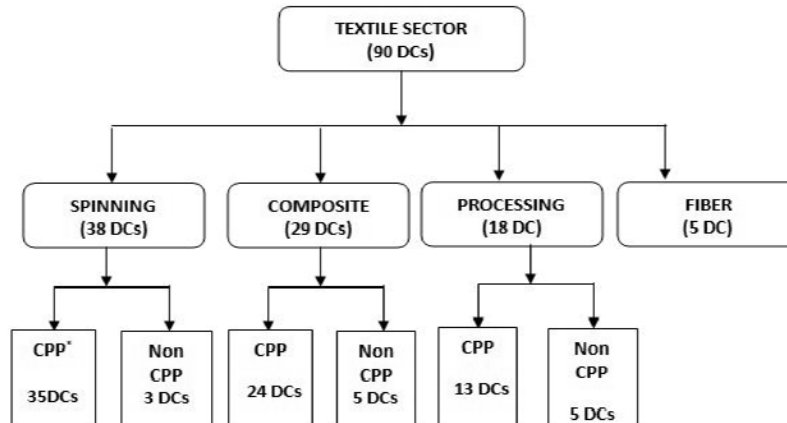 TEXTILE SECTOR
(90 DCs)
SPINNING
(38 DCs)
COMPOSITE
(29 DCs)
PROCESSING
(18 DC)
FIBER
(5 DC)
CPP*
35DCs
Non
CPP
3 DCs
CPP
24 DCs
Non
CPP
5 DCs
CPP
13 DCs
Non
CPP
5 DCs